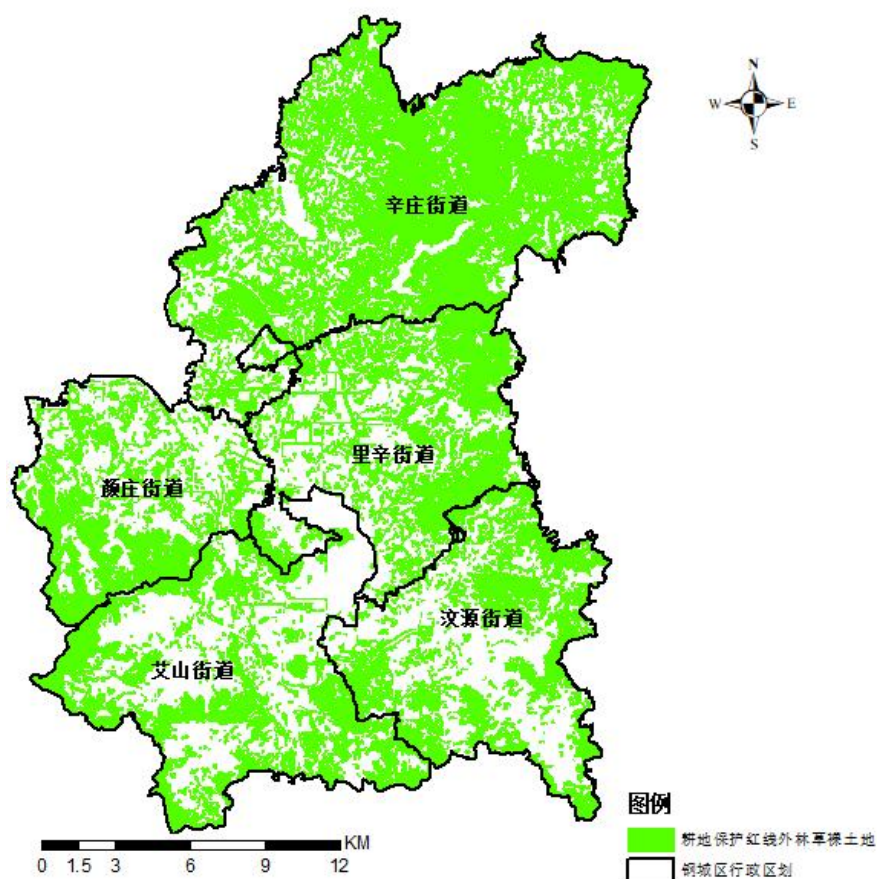 N
W E
S
辛庄街道
里辛街道
颜庄街道
汶源街道
艾山街道
图例
耕地保护红线外林草裸土地
钢城区行政区划
KM
0 1.5 3 6 9 12